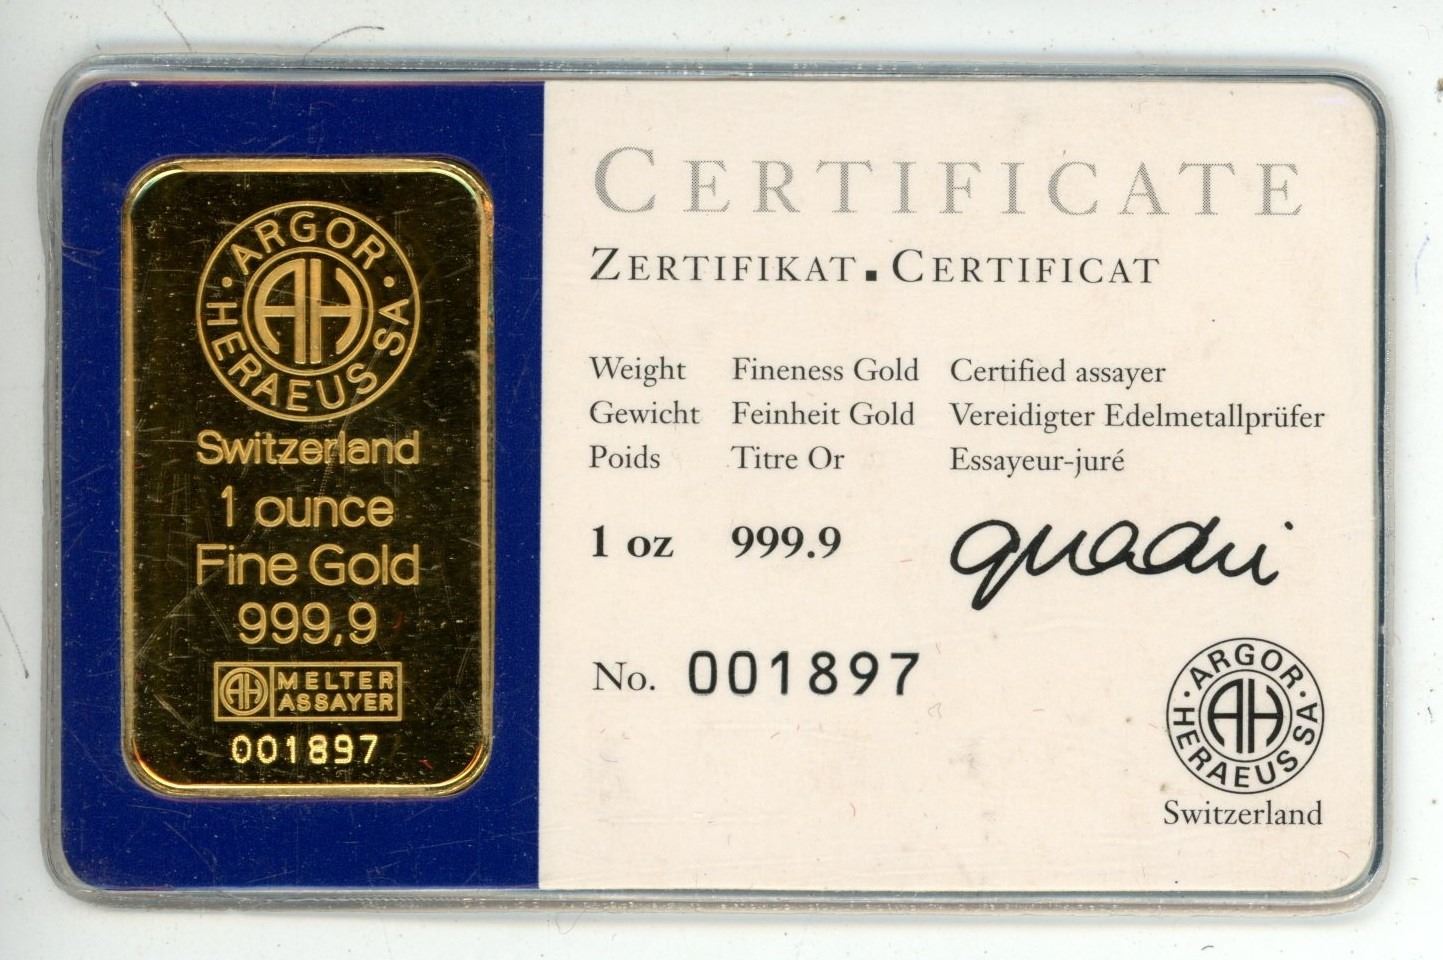 ARGOR
HERAEUS SA
AH
Switzerland
1 ounce
Fine Gold
999,9
AH MELTER
ASSAYER
001897
CERTIFICATE
ZERTIFIKAT ▪ CERTIFICAT
Weight Fineness Gold Certified assayer
Gewicht Feinheit Gold Vereidigter Edelmetallprüfer
Poids Titre Or Essayeur-juré
1 oz 999.9
No. 001897
ARGOR
HERAEUS SA
AH
Switzerland